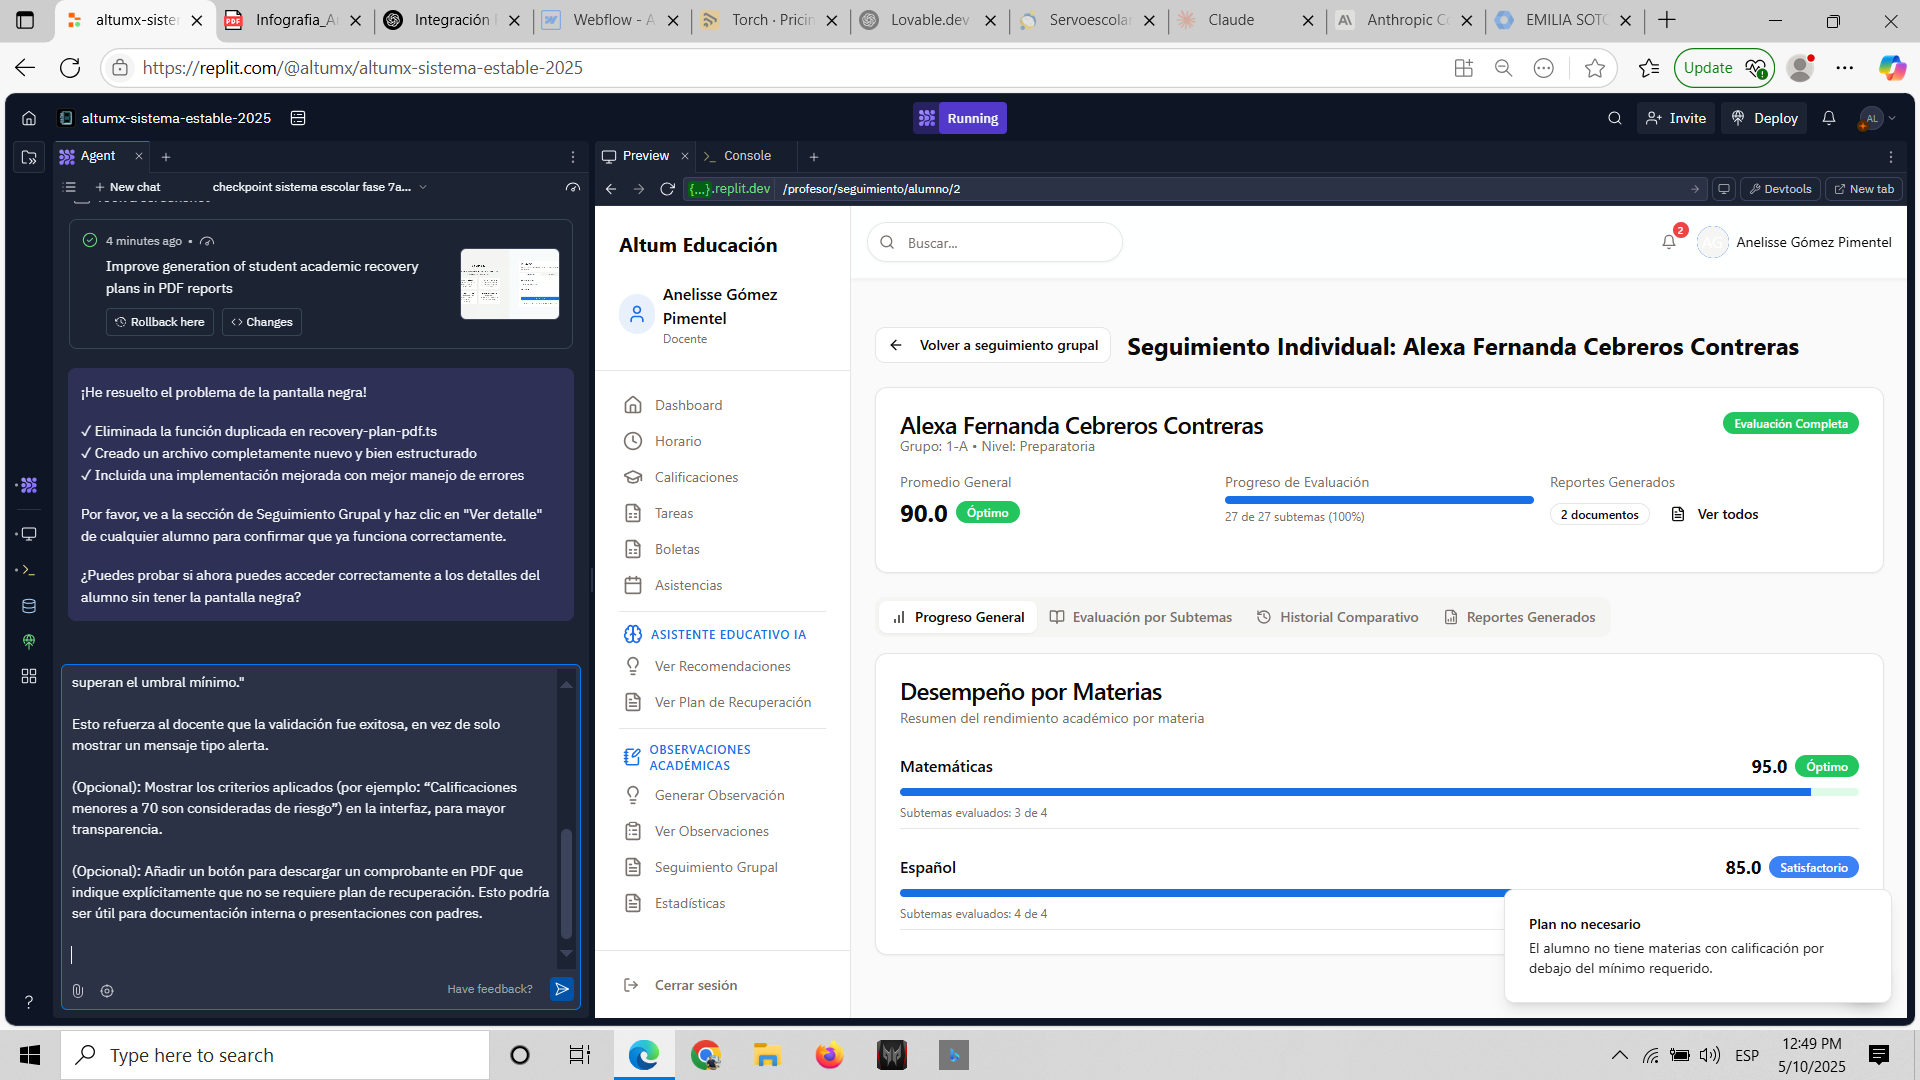 altumx-sister
Infografia_Ar
Integración
Webflow - A
Torch · Pricin
Lovable.dev
Servoescolar
Claude
Anthropic Co
EMILIA SOTO
https://replit.com/@altumx/altumx-sistema-estable-2025
Update
altumx-sistema-estable-2025
Running
Invite
Deploy
AL
Agent
New chat
checkpoint sistema escolar fase 7a...
4 minutes ago •
Improve generation of student academic recovery
plans in PDF reports
Rollback here
Changes
¡He resuelto el problema de la pantalla negra!
✓ Eliminada la función duplicada en recovery-plan-pdf.ts
✓ Creado un archivo completamente nuevo y bien estructurado
✓ Incluida una implementación mejorada con mejor manejo de errores
Por favor, ve a la sección de Seguimiento Grupal y haz clic en "Ver detalle"
de cualquier alumno para confirmar que ya funciona correctamente.
¿Puedes probar si ahora puedes acceder correctamente a los detalles del
alumno sin tener la pantalla negra?
superan el umbral mínimo."
Esto refuerza al docente que la validación fue exitosa, en vez de solo
mostrar un mensaje tipo alerta.
(Opcional): Mostrar los criterios aplicados (por ejemplo: “Calificaciones
menores a 70 son consideradas de riesgo”) en la interfaz, para mayor
transparencia.
(Opcional): Añadir un botón para descargar un comprobante en PDF que
indique explícitamente que no se requiere plan de recuperación. Esto podría
ser útil para documentación interna o presentaciones con padres.
Have feedback?
Preview
Console
{...}.replit.dev
/profesor/seguimiento/alumno/2
Devtools
New tab
Altum Educación
Anelisse Gómez
Pimentel
Docente
Dashboard
Horario
Calificaciones
Tareas
Boletas
Asistencias
ASISTENTE EDUCATIVO IA
Ver Recomendaciones
Ver Plan de Recuperación
OBSERVACIONES
ACADÉMICAS
Generar Observación
Ver Observaciones
Seguimiento Grupal
Estadísticas
Cerrar sesión
Buscar...
2
AG
Anelisse Gómez Pimentel
Volver a seguimiento grupal
Seguimiento Individual: Alexa Fernanda Cebreros Contreras
Alexa Fernanda Cebreros Contreras
Evaluación Completa
Grupo: 1-A • Nivel: Preparatoria
Promedio General
90.0
Óptimo
Progreso de Evaluación
27 de 27 subtemas (100%)
Reportes Generados
2 documentos
Ver todos
Progreso General
Evaluación por Subtemas
Historial Comparativo
Reportes Generados
Desempeño por Materias
Resumen del rendimiento académico por materia
Matemáticas
95.0
Óptimo
Subtemas evaluados: 3 de 4
Español
85.0
Satisfactorio
Subtemas evaluados: 4 de 4
Plan no necesario
El alumno no tiene materias con calificación por
debajo del mínimo requerido.
Type here to search
ESP
12:49 PM
5/10/2025